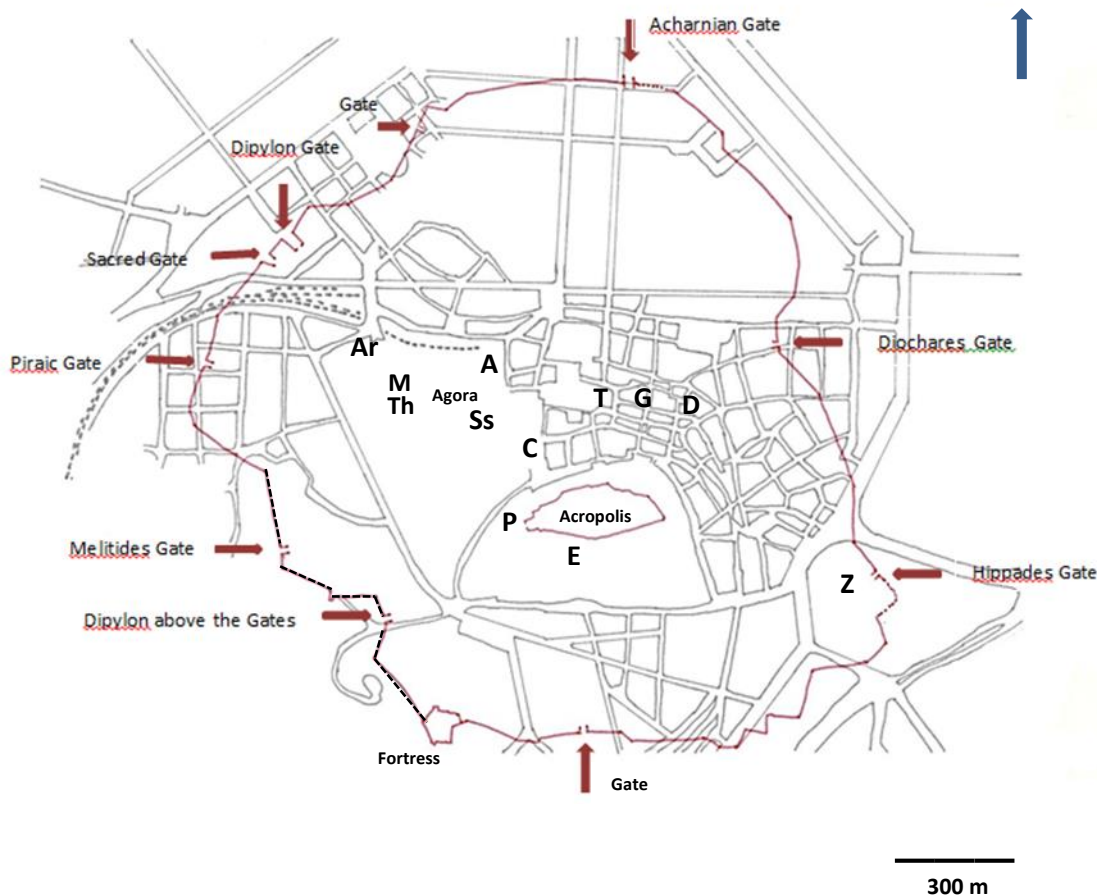 Acharnian Gate
Gate
Dipylon Gate
Sacred Gate
Piraic Gate
Diochares Gate
Ar
A
M
Agora
Th
Ss
T
G
D
C
P
Acropolis
E
Melitides Gate
Z
Hippades Gate
Dipylon above the Gates
Fortress
Gate
300 m